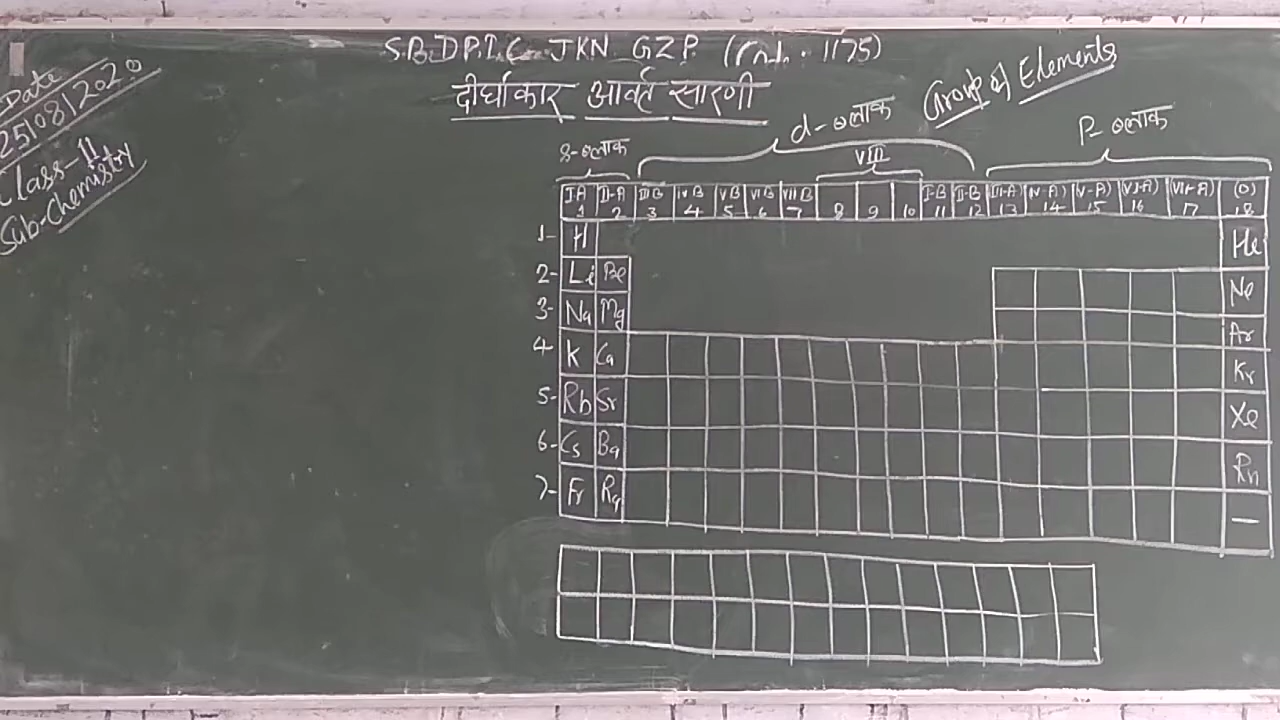 S.B.D.P.I.C. JKN. GZP. 1175)
दीर्घाकार आवर्त सारणी
Group of Elements
Date
25/08/2020
Class-11
Sub-Chemistry
s-ब्लाक d-ब्लाक P-ब्लाक
VIII
I-A II-A III B IV B V B VI B VII B I-B II-B III-A) IV-A) (V-A) (VI-A) (VII-A) (0)
1 2 3 4 5 6 7 8 9 10 11 12 13 14 15 16 17 18
1- H He
2- Li Be Ne
3- Na Mg Ar
4- K Ca Kr
5- Rb Sr Xe
6- Cs Ba Rn
7- Fr Ra —